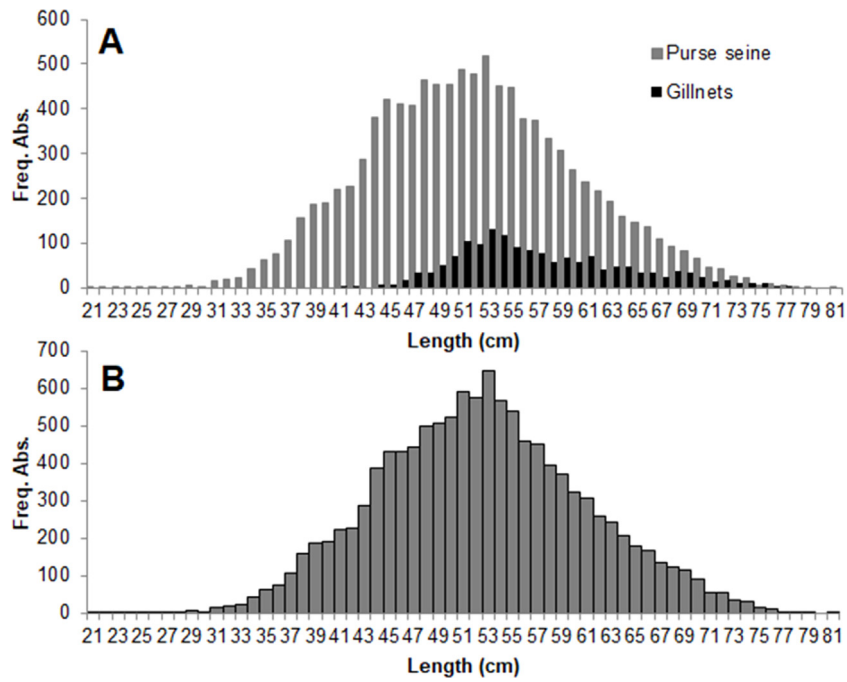 600
A
500
400
300
200
100
0
Freq. Abs.
Purse seine
Gillnets
21 23 25 27 29 31 33 35 37 39 41 43 45 47 49 51 53 55 57 59 61 63 65 67 69 71 73 75 77 79 81
Length (cm)
700
B
600
500
400
300
200
100
0
Freq. Abs.
21 23 25 27 29 31 33 35 37 39 41 43 45 47 49 51 53 55 57 59 61 63 65 67 69 71 73 75 77 79 81
Length (cm)